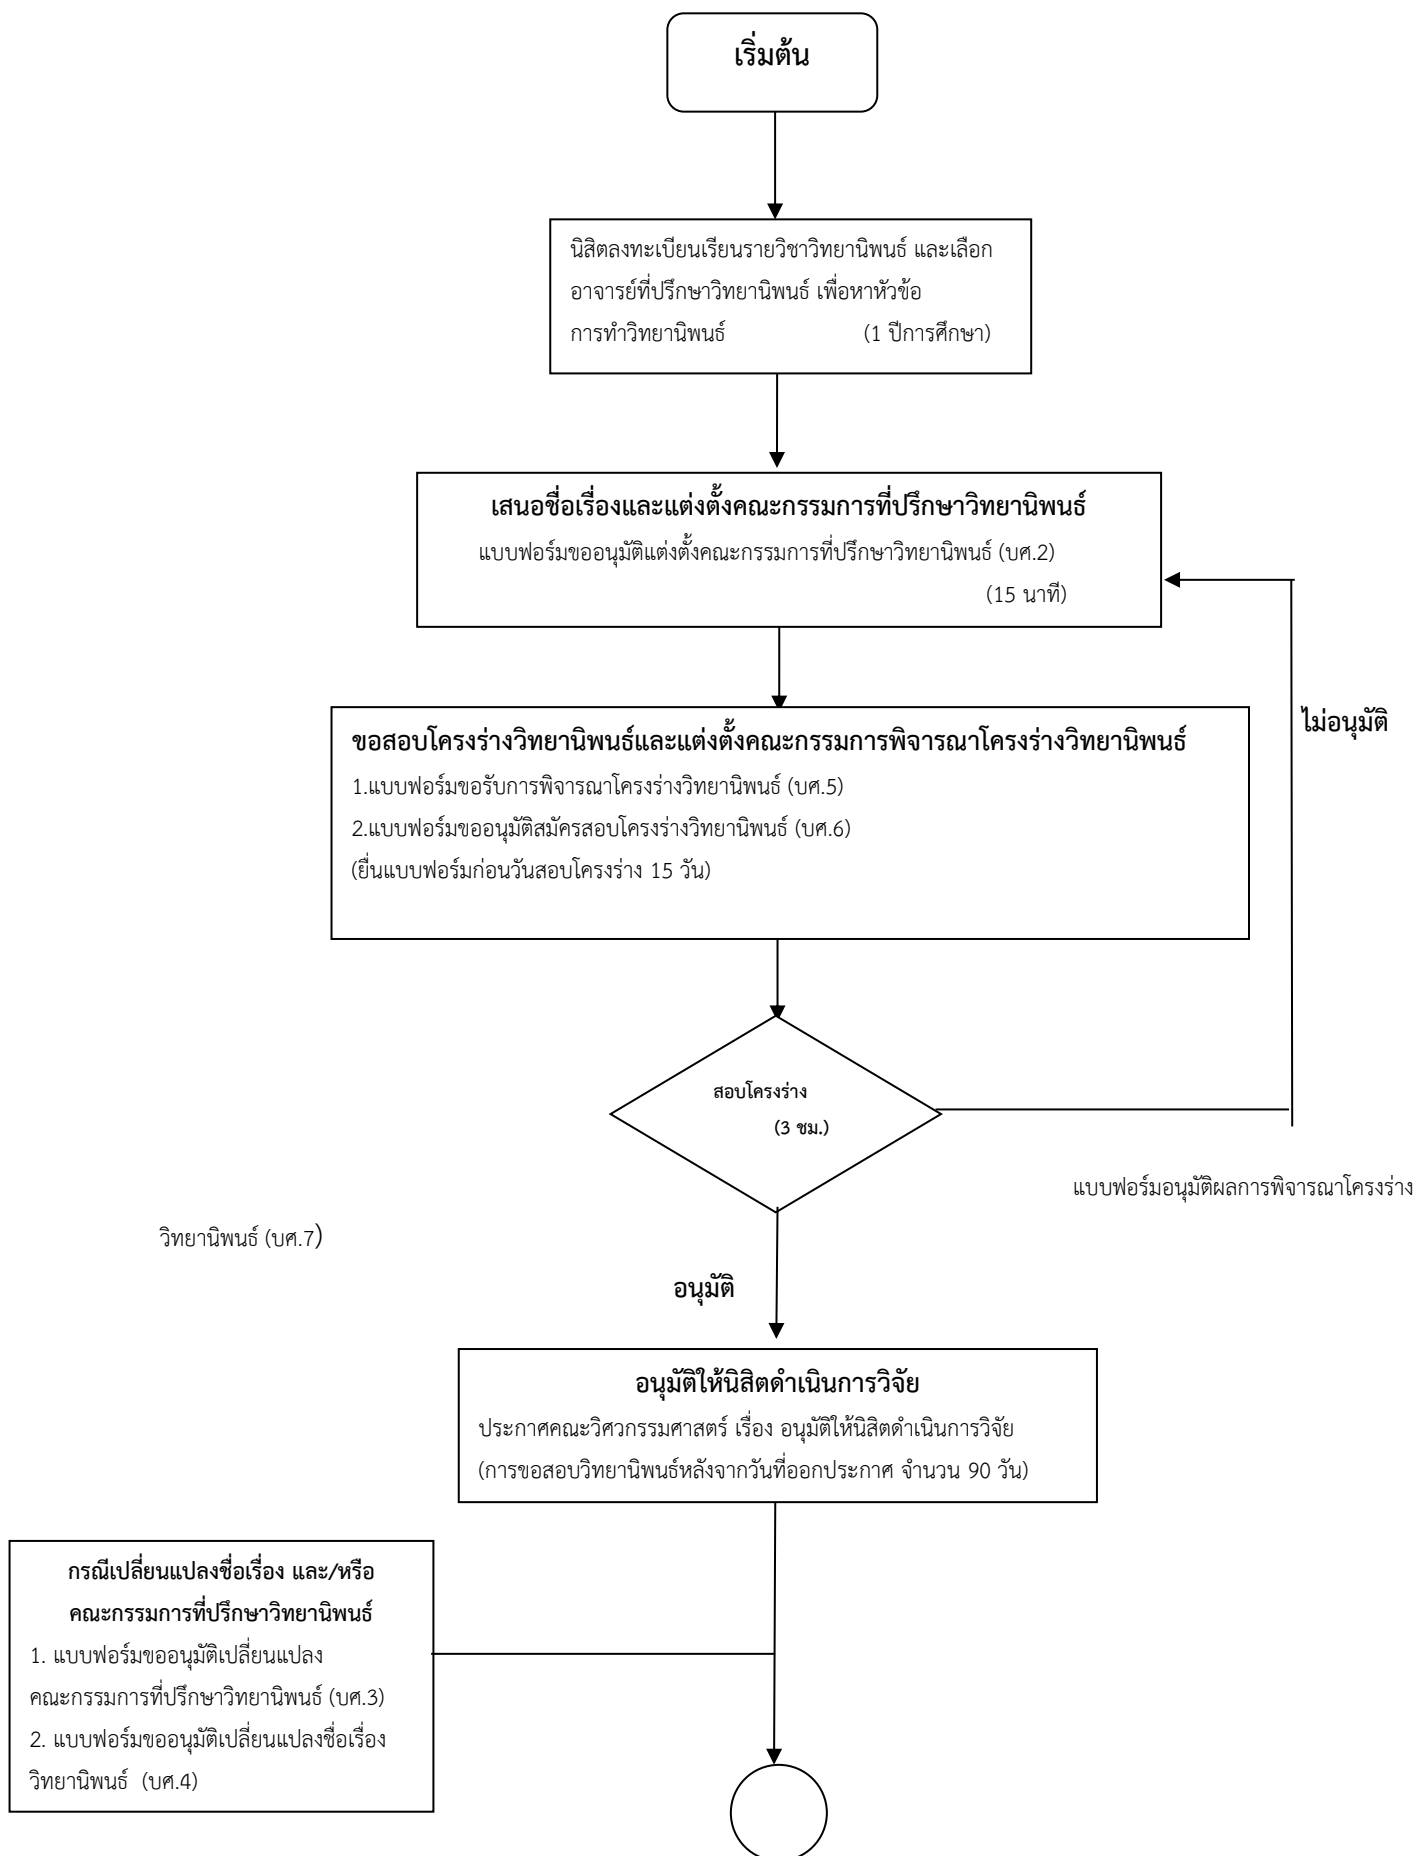 เริ่มต้น
นิสิตลงทะเบียนเรียนรายวิชาวิทยานิพนธ์ และเลือก
อาจารย์ที่ปรึกษาวิทยานิพนธ์ เพื่อหาหัวข้อ
การทำวิทยานิพนธ์ (1 ปีการศึกษา)
เสนอชื่อเรื่องและแต่งตั้งคณะกรรมการที่ปรึกษาวิทยานิพนธ์
แบบฟอร์มขออนุมัติแต่งตั้งคณะกรรมการที่ปรึกษาวิทยานิพนธ์ (บศ.2)
(15 นาที)
ไม่อนุมัติ
ขอสอบโครงร่างวิทยานิพนธ์และแต่งตั้งคณะกรรมการพิจารณาโครงร่างวิทยานิพนธ์
1.แบบฟอร์มขอรับการพิจารณาโครงร่างวิทยานิพนธ์ (บศ.5)
2.แบบฟอร์มขออนุมัติสมัครสอบโครงร่างวิทยานิพนธ์ (บศ.6)
(ยื่นแบบฟอร์มก่อนวันสอบโครงร่าง 15 วัน)
สอบโครงร่าง
(3 ชม.)
แบบฟอร์มอนุมัติผลการพิจารณาโครงร่าง
วิทยานิพนธ์ (บศ.7)
อนุมัติ
อนุมัติให้นิสิตดำเนินการวิจัย
ประกาศคณะวิศวกรรมศาสตร์ เรื่อง อนุมัติให้นิสิตดำเนินการวิจัย
(การขอสอบวิทยานิพนธ์หลังจากวันที่ออกประกาศ จำนวน 90 วัน)
กรณีเปลี่ยนแปลงชื่อเรื่อง และ/หรือ
คณะกรรมการที่ปรึกษาวิทยานิพนธ์
1. แบบฟอร์มขออนุมัติเปลี่ยนแปลง
คณะกรรมการที่ปรึกษาวิทยานิพนธ์ (บศ.3)
2. แบบฟอร์มขออนุมัติเปลี่ยนแปลงชื่อเรื่อง
วิทยานิพนธ์ (บศ.4)